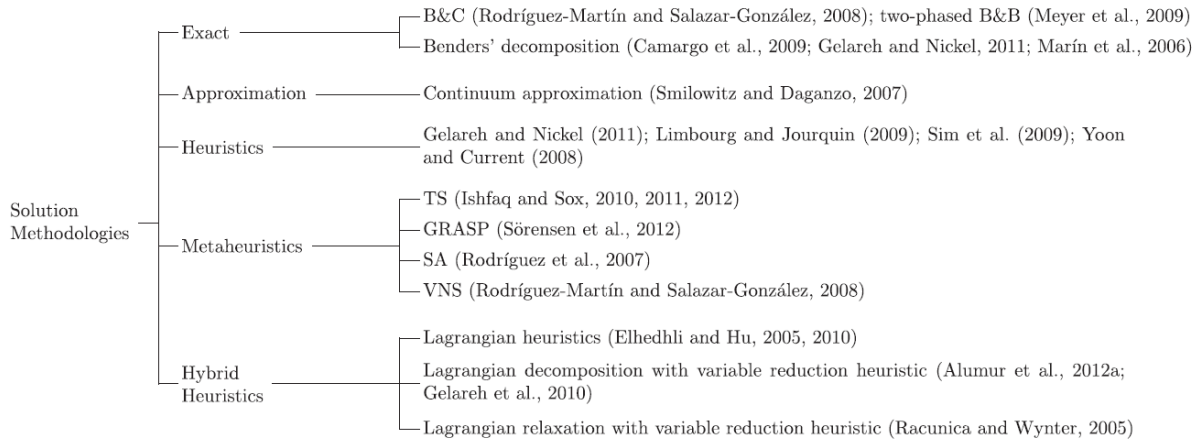 Exact
B&C (Rodríguez-Martín and Salazar-González, 2008); two-phased B&B (Meyer et al., 2009)
Benders' decomposition (Camargo et al., 2009; Gelareh and Nickel, 2011; Marín et al., 2006)
Approximation
Continuum approximation (Smilowitz and Daganzo, 2007)
Heuristics
Gelareh and Nickel (2011); Limbourg and Jourquin (2009); Sim et al. (2009); Yoon
and Current (2008)
Solution
Methodologies
Metaheuristics
TS (Ishfaq and Sox, 2010, 2011, 2012)
GRASP (Sörensen et al., 2012)
SA (Rodríguez et al., 2007)
VNS (Rodríguez-Martín and Salazar-González, 2008)
Hybrid
Heuristics
Lagrangian heuristics (Elhedhli and Hu, 2005, 2010)
Lagrangian decomposition with variable reduction heuristic (Alumur et al., 2012a;
Gelareh et al., 2010)
Lagrangian relaxation with variable reduction heuristic (Racunica and Wynter, 2005)